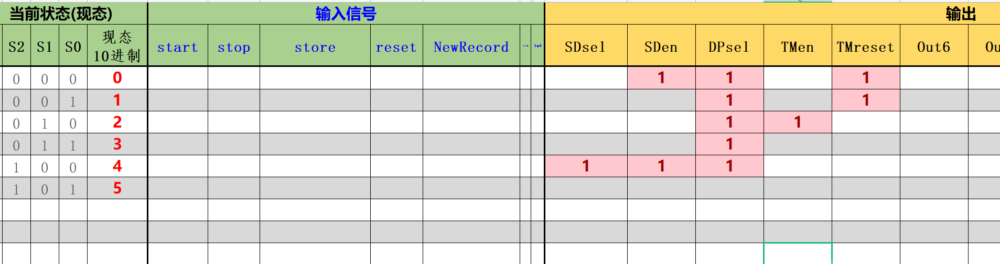 当前状态(现态) 输入信号 输出
S2 S1 S0 现态 10进制 start stop store reset NewRecord SDsel SDen DPsel TMen TMreset Out6 Ou
0 0 0 0 1 1 1
0 0 1 1 1 1
0 1 0 2 1 1
0 1 1 3 1
1 0 0 4 1 1 1
1 0 1 5